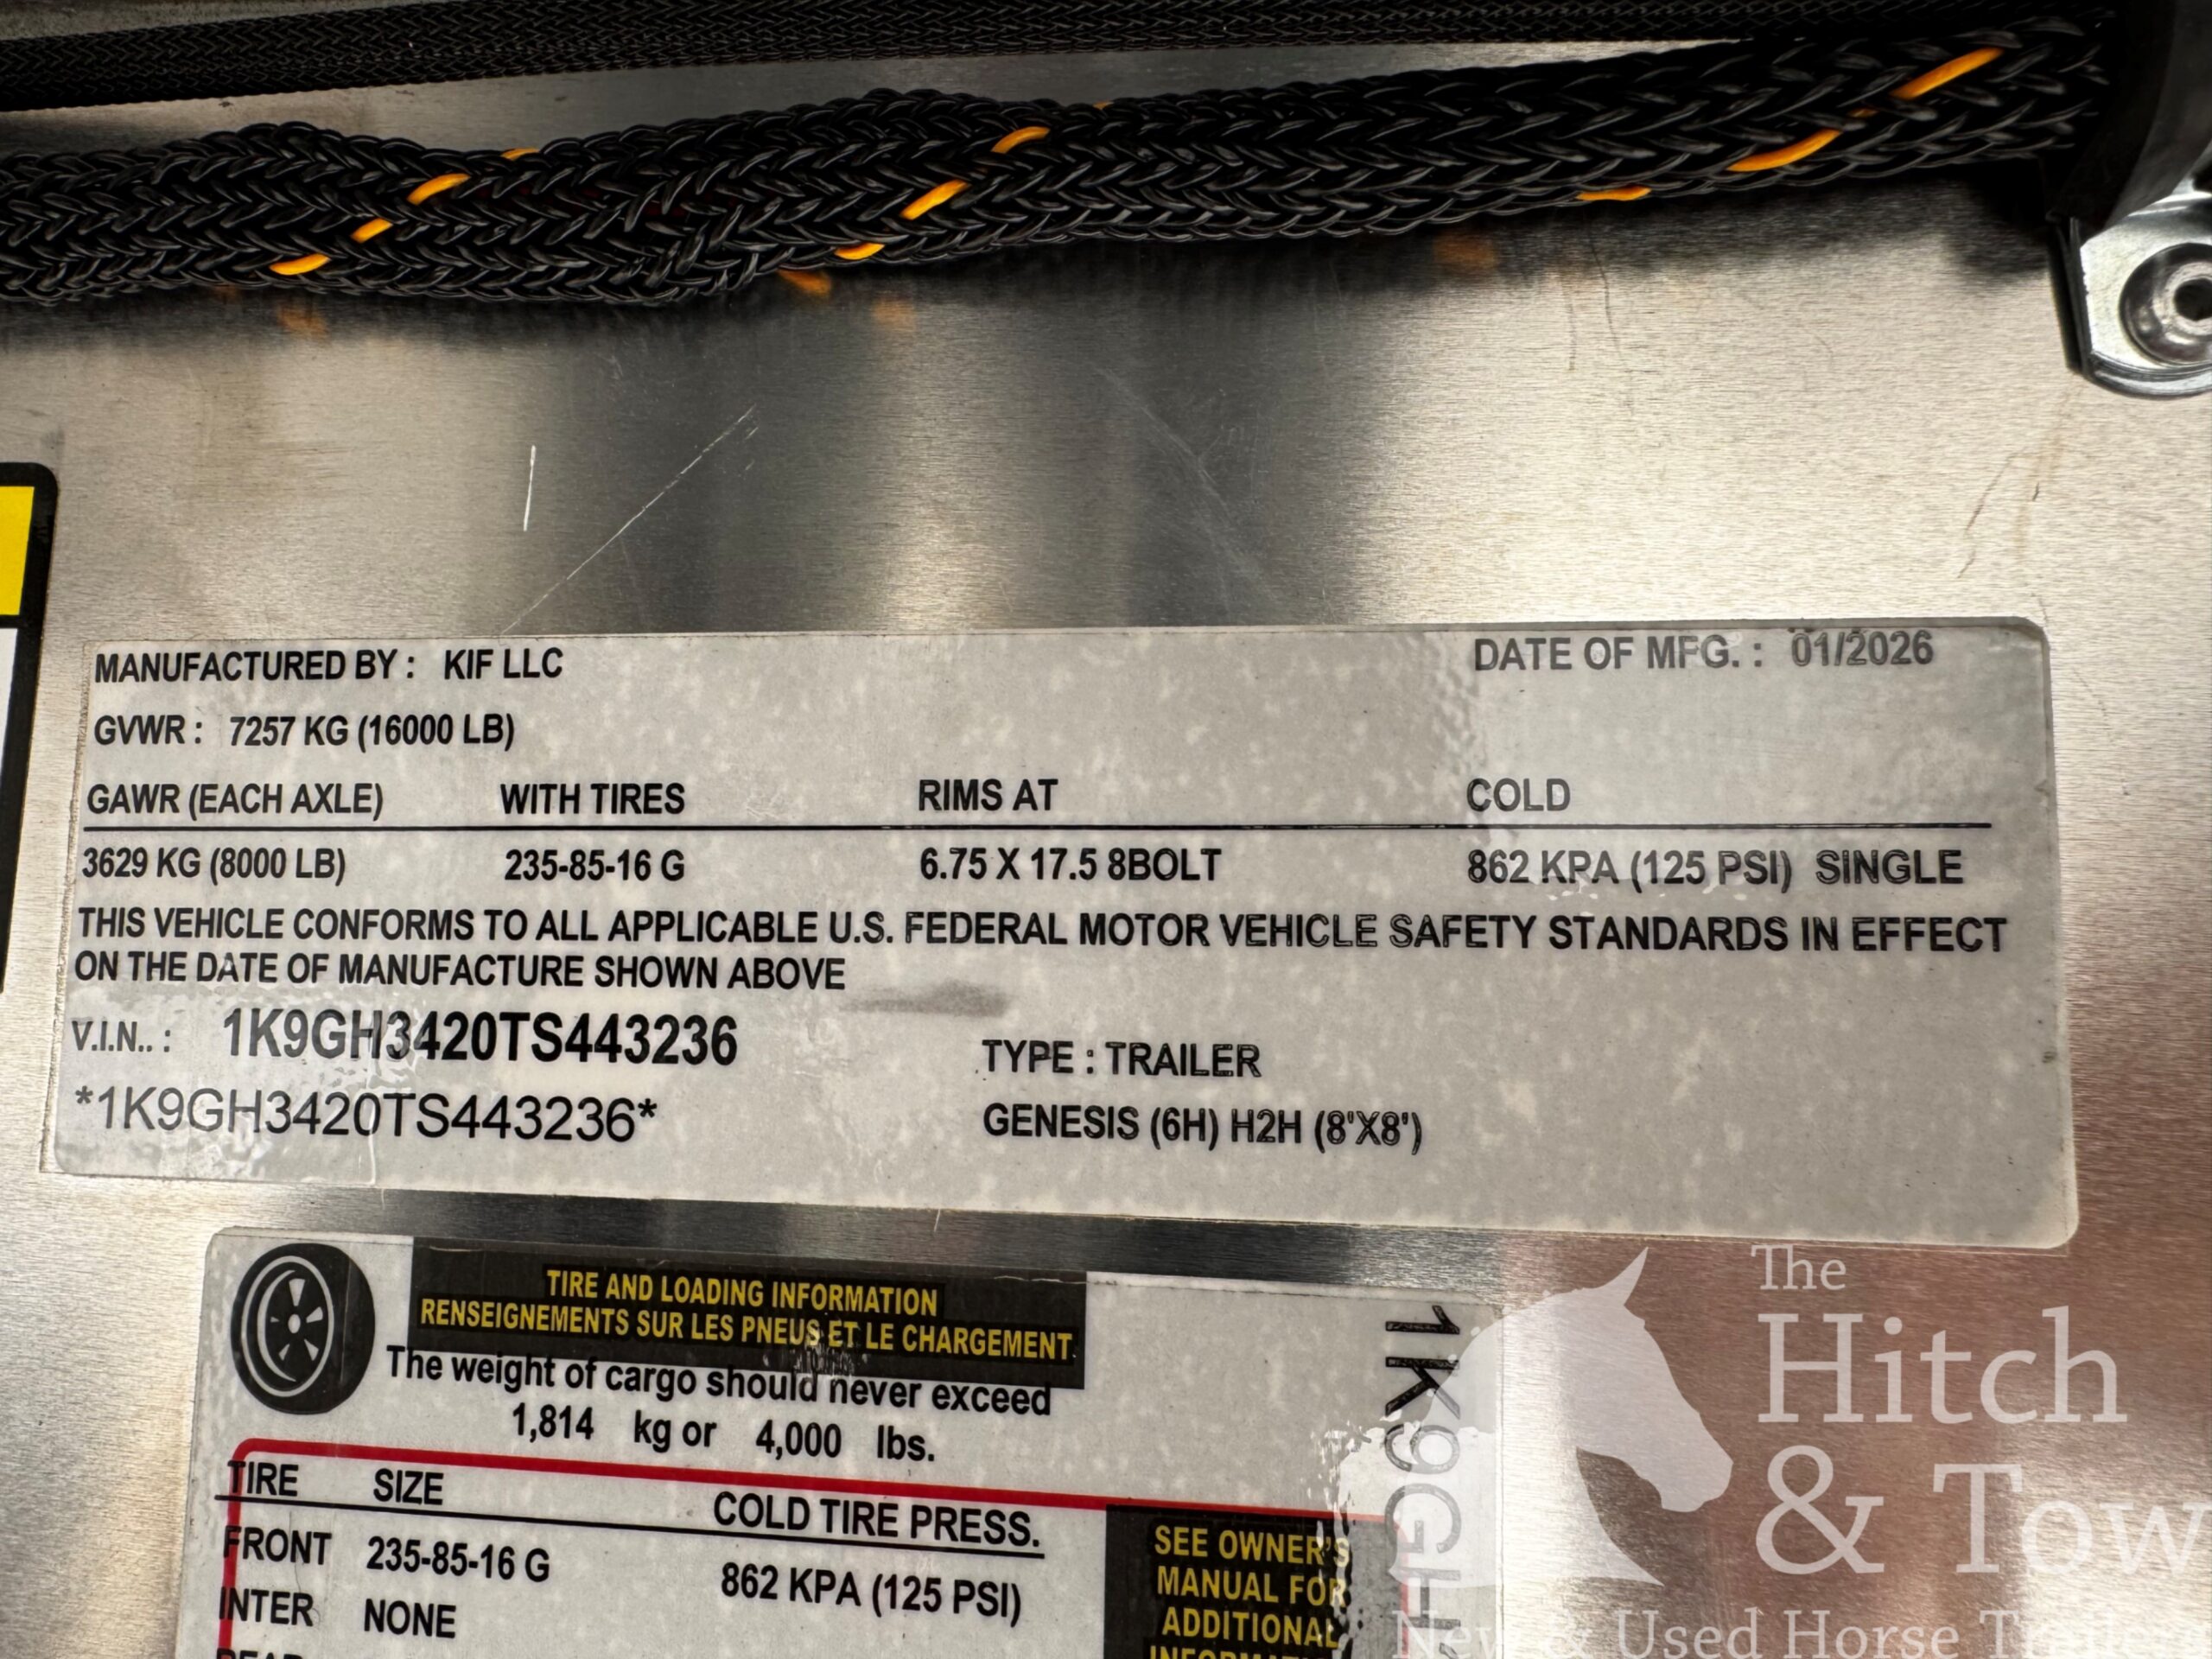 MANUFACTURED BY : KIF LLC
DATE OF MFG. : 01/2026
GVWR : 7257 KG (16000 LB)
GAWR (EACH AXLE) WITH TIRES RIMS AT COLD
3629 KG (8000 LB) 235-85-16 G 6.75 X 17.5 8BOLT 862 KPA (125 PSI) SINGLE
THIS VEHICLE CONFORMS TO ALL APPLICABLE U.S. FEDERAL MOTOR VEHICLE SAFETY STANDARDS IN EFFECT
ON THE DATE OF MANUFACTURE SHOWN ABOVE
V.I.N.. : 1K9GH3420TS443236
TYPE : TRAILER
*1K9GH3420TS443236*
GENESIS (6H) H2H (8'X8')
TIRE AND LOADING INFORMATION
RENSEIGNEMENTS SUR LES PNEUS ET LE CHARGEMENT
The weight of cargo should never exceed
1,814 kg or 4,000 lbs.
TIRE SIZE COLD TIRE PRESS.
FRONT 235-85-16 G 862 KPA (125 PSI)
INTER NONE
SEE OWNER'S
MANUAL FOR
ADDITIONAL
1K9GH
The
Hitch
& Tow
New & Used Horse Trailers